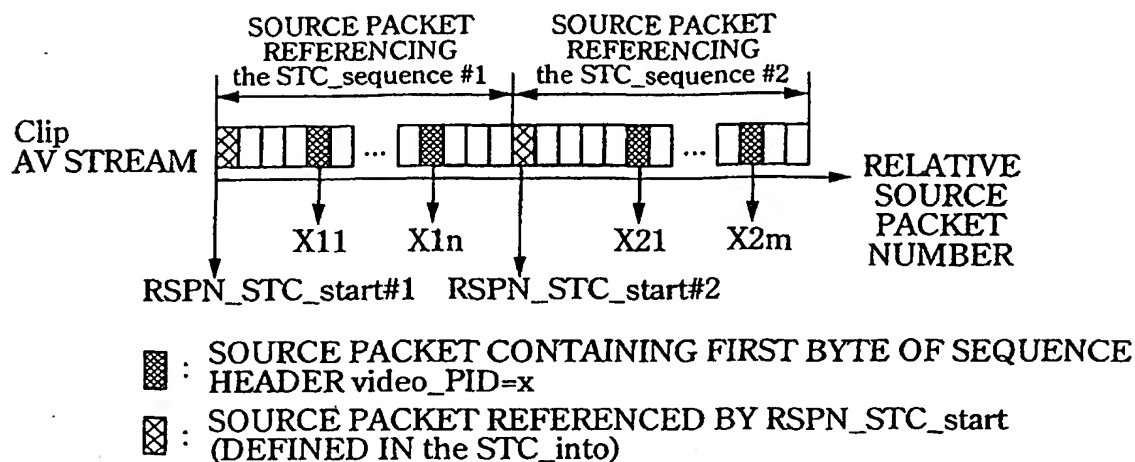 SOURCE PACKET
REFERENCING
the STC_sequence #1
SOURCE PACKET
REFERENCING
the STC_sequence #2
Clip
AV STREAM
...
...
RELATIVE
SOURCE
PACKET
NUMBER
X11
X1n
X21
X2m
RSPN_STC_start#1
RSPN_STC_start#2
: SOURCE PACKET CONTAINING FIRST BYTE OF SEQUENCE
HEADER video_PID=x
: SOURCE PACKET REFERENCED BY RSPN_STC_start
(DEFINED IN the STC_into)